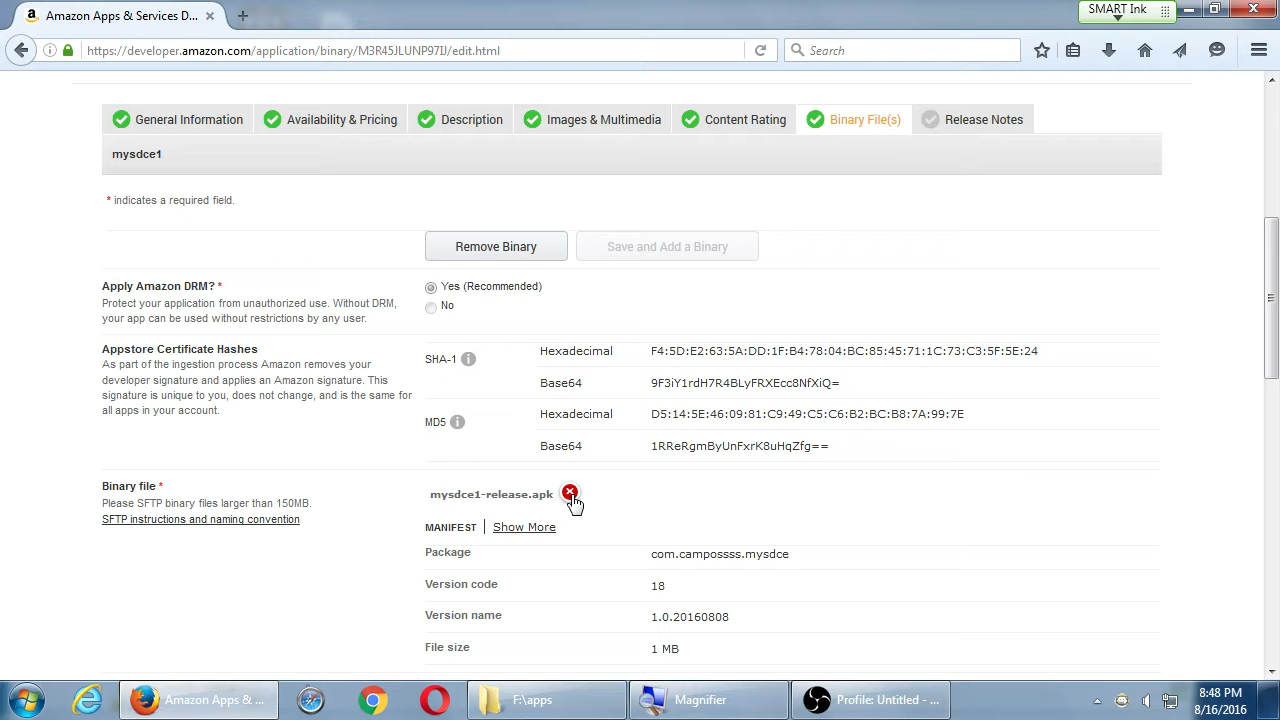 Amazon Apps & Services D...
SMART Ink
https://developer.amazon.com/application/binary/M3R45JLUNP97IJ/edit.html
Search
General Information
Availability & Pricing
Description
Images & Multimedia
Content Rating
Binary File(s)
Release Notes
mysdce1
* indicates a required field.
Remove Binary
Save and Add a Binary
Apply Amazon DRM? *
Protect your application from unauthorized use. Without DRM,
your app can be used without restrictions by any user.
Yes (Recommended)
No
Appstore Certificate Hashes
As part of the ingestion process Amazon removes your
developer signature and applies an Amazon signature. This
signature is unique to you, does not change, and is the same for
all apps in your account.
SHA-1
Hexadecimal F4:5D:E2:63:5A:DD:1F:B4:78:04:BC:85:45:71:1C:73:C3:5F:5E:24
Base64 9F3iY1rdH7R4BLyFRXEcc8NfXiQ=
MD5
Hexadecimal D5:14:5E:46:09:81:C9:49:C5:C6:B2:BC:B8:7A:99:7E
Base64 1RReRgmByUnFxrK8uHqZfg==
Binary file *
Please SFTP binary files larger than 150MB.
SFTP instructions and naming convention
mysdce1-release.apk
MANIFEST | Show More
Package com.campossss.mysdce
Version code 18
Version name 1.0.20160808
File size 1 MB
Amazon Apps & ...
F:\apps
Magnifier
Profile: Untitled - ...
8:48 PM
8/16/2016